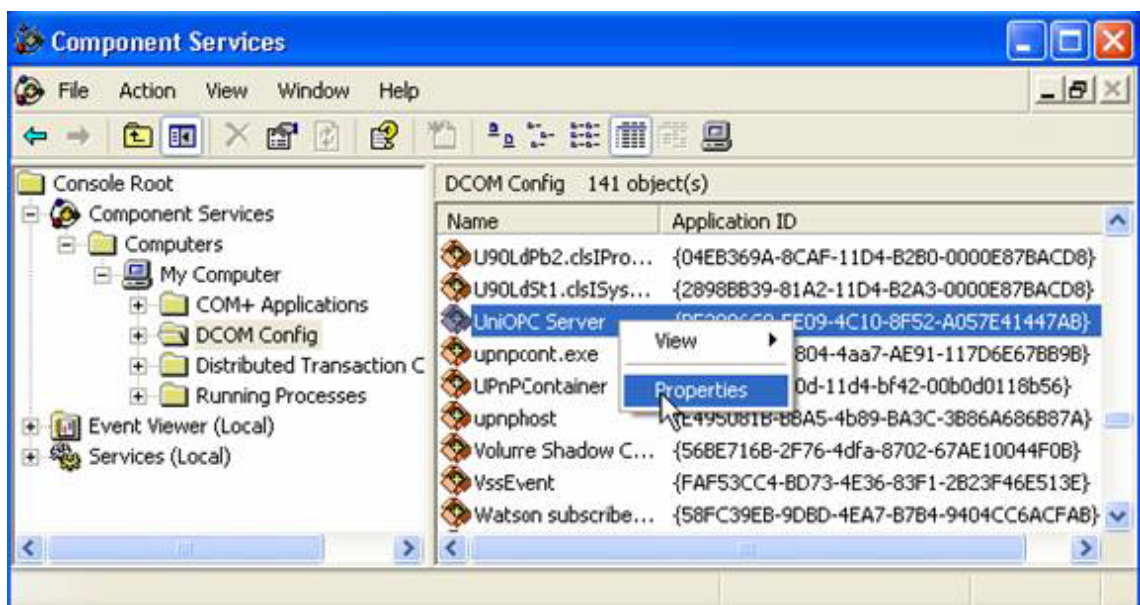 Component Services
File Action View Window Help
Console Root
Component Services
Computers
My Computer
COM+ Applications
DCOM Config
Distributed Transaction C
Running Processes
Event Viewer (Local)
Services (Local)
DCOM Config 141 object(s)
Name Application ID
U90LdPb2.clsIPro... {04EB369A-8CAF-11D4-B2B0-0000E87BACD8}
U90LdSt1.clsISys... {2898BB39-81A2-11D4-B2A3-0000E87BACD8}
UniOPC Server -4C10-8F52-A057E41447AB}
upnpcont.exe 804-4aa7-AE91-117D6E67BB9B}
UPnPContainer 0d-11d4-bf42-00b0d0118b56}
upnphost {E495081B-BBA5-4b89-BA3C-3B86A686B87A}
Volume Shadow C... {56BE716B-2F76-4dfa-8702-67AE10044F0B}
VssEvent {FAF53CC4-BD73-4E36-83F1-2B23F46E513E}
Watson subscribe... {58FC39EB-9DBD-4EA7-B7B4-9404CC6ACFAB}
View
Properties